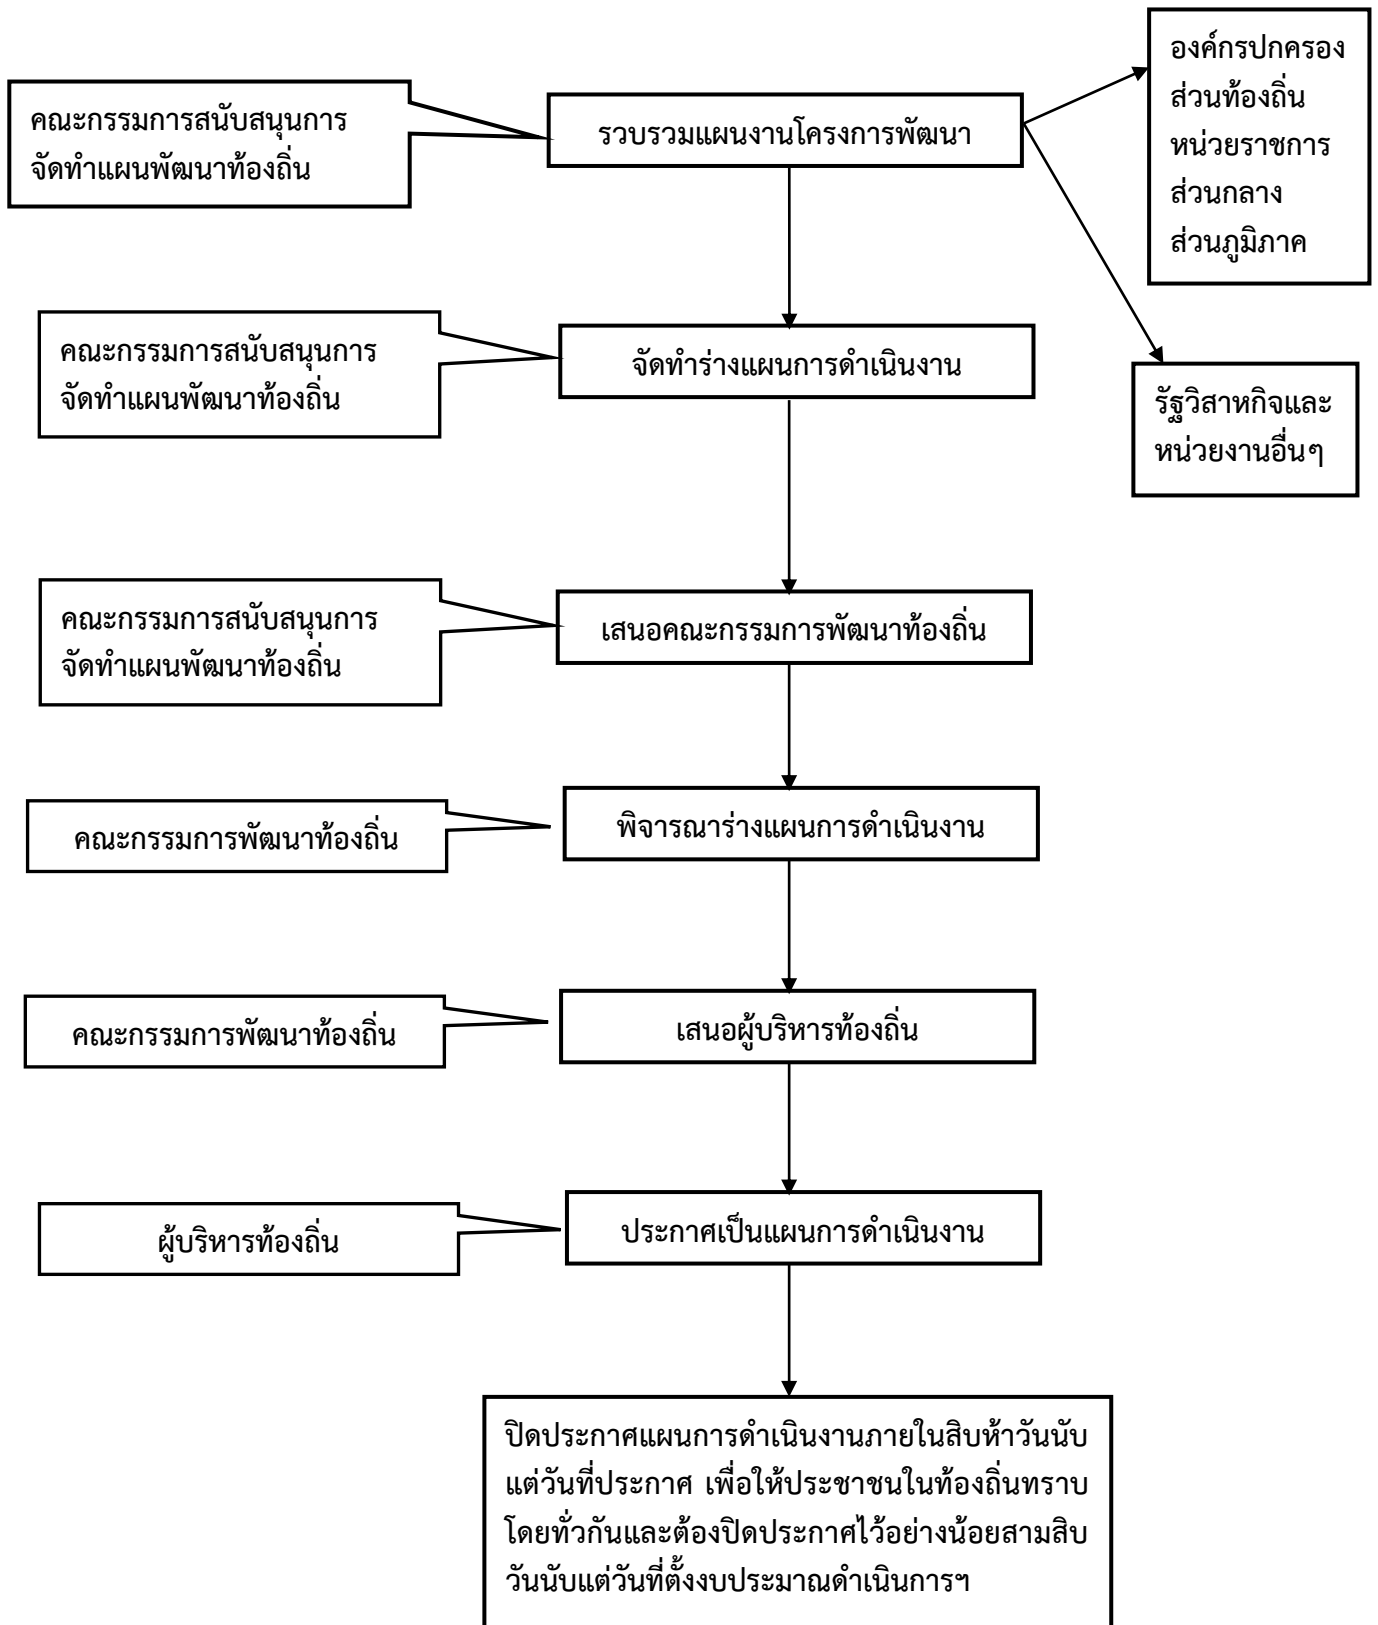 องค์กรปกครอง
ส่วนท้องถิ่น
หน่วยราชการ
ส่วนกลาง
ส่วนภูมิภาค
คณะกรรมการสนับสนุนการ
จัดทำแผนพัฒนาท้องถิ่น
รวบรวมแผนงานโครงการพัฒนา
คณะกรรมการสนับสนุนการ
จัดทำแผนพัฒนาท้องถิ่น
จัดทำร่างแผนการดำเนินงาน
รัฐวิสาหกิจและ
หน่วยงานอื่นๆ
คณะกรรมการสนับสนุนการ
จัดทำแผนพัฒนาท้องถิ่น
เสนอคณะกรรมการพัฒนาท้องถิ่น
คณะกรรมการพัฒนาท้องถิ่น
พิจารณาร่างแผนการดำเนินงาน
คณะกรรมการพัฒนาท้องถิ่น
เสนอผู้บริหารท้องถิ่น
ผู้บริหารท้องถิ่น
ประกาศเป็นแผนการดำเนินงาน
ปิดประกาศแผนการดำเนินงานภายในสิบห้าวันนับ
แต่วันที่ประกาศ เพื่อให้ประชาชนในท้องถิ่นทราบ
โดยทั่วกันและต้องปิดประกาศไว้อย่างน้อยสามสิบ
วันนับแต่วันที่ตั้งงบประมาณดำเนินการฯ